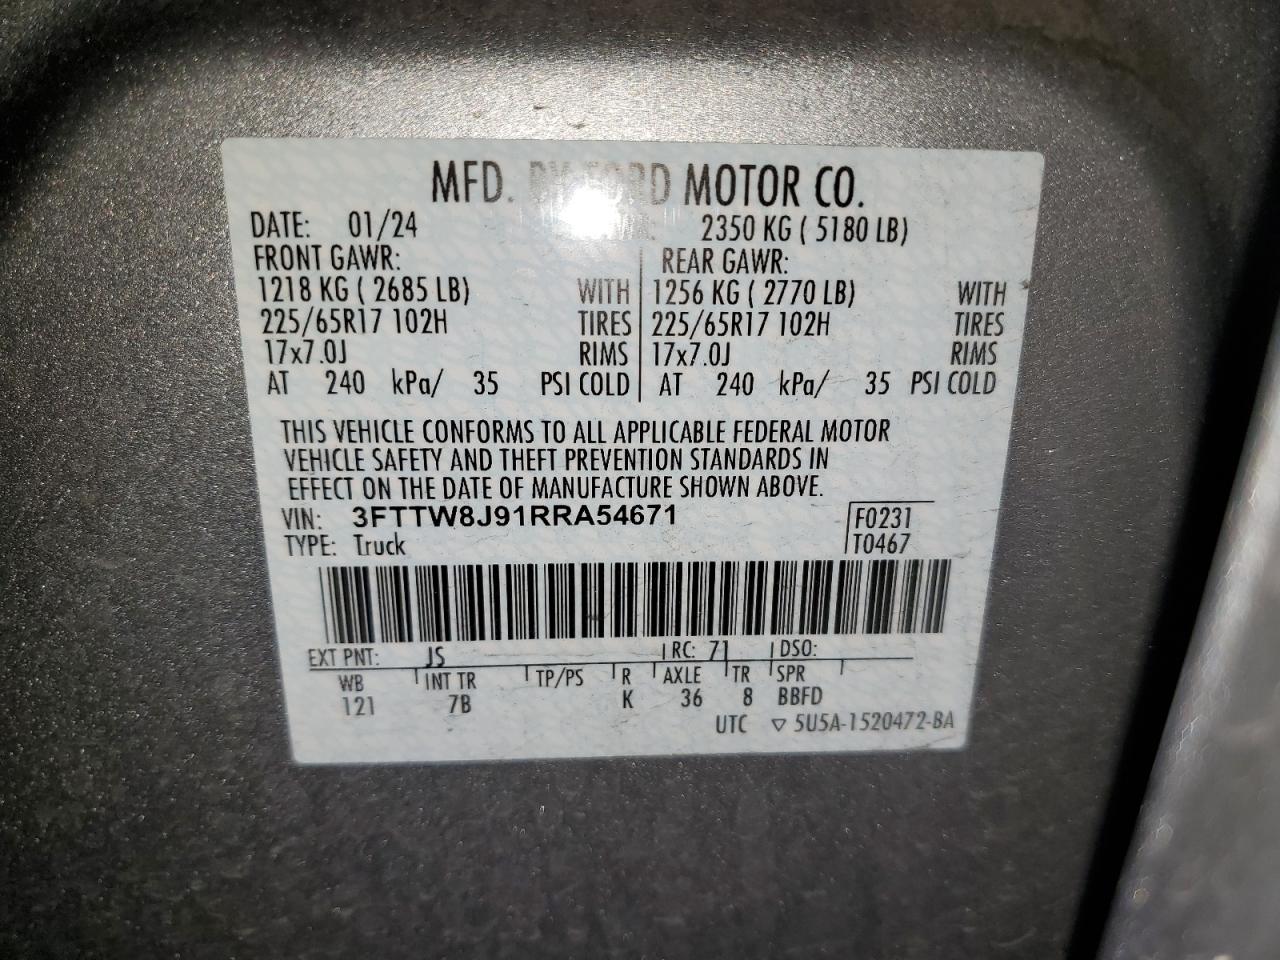 MFD. BY FORD MOTOR CO.
DATE: 01/24 2350 KG ( 5180 LB)
FRONT GAWR: REAR GAWR:
1218 KG ( 2685 LB) WITH 1256 KG ( 2770 LB) WITH
225/65R17 102H TIRES 225/65R17 102H TIRES
17x7.0J RIMS 17x7.0J RIMS
AT 240 kPa/ 35 PSI COLD AT 240 kPa/ 35 PSI COLD
THIS VEHICLE CONFORMS TO ALL APPLICABLE FEDERAL MOTOR
VEHICLE SAFETY AND THEFT PREVENTION STANDARDS IN
EFFECT ON THE DATE OF MANUFACTURE SHOWN ABOVE.
VIN: 3FTTW8J91RRA54671 F0231
TYPE: Truck T0467
EXT PNT: JS RC: 71 DSO:
WB INT TR TP/PS R AXLE TR SPR
121 7B K 36 8 BBFD
UTC ▽ 5U5A-1520472-BA